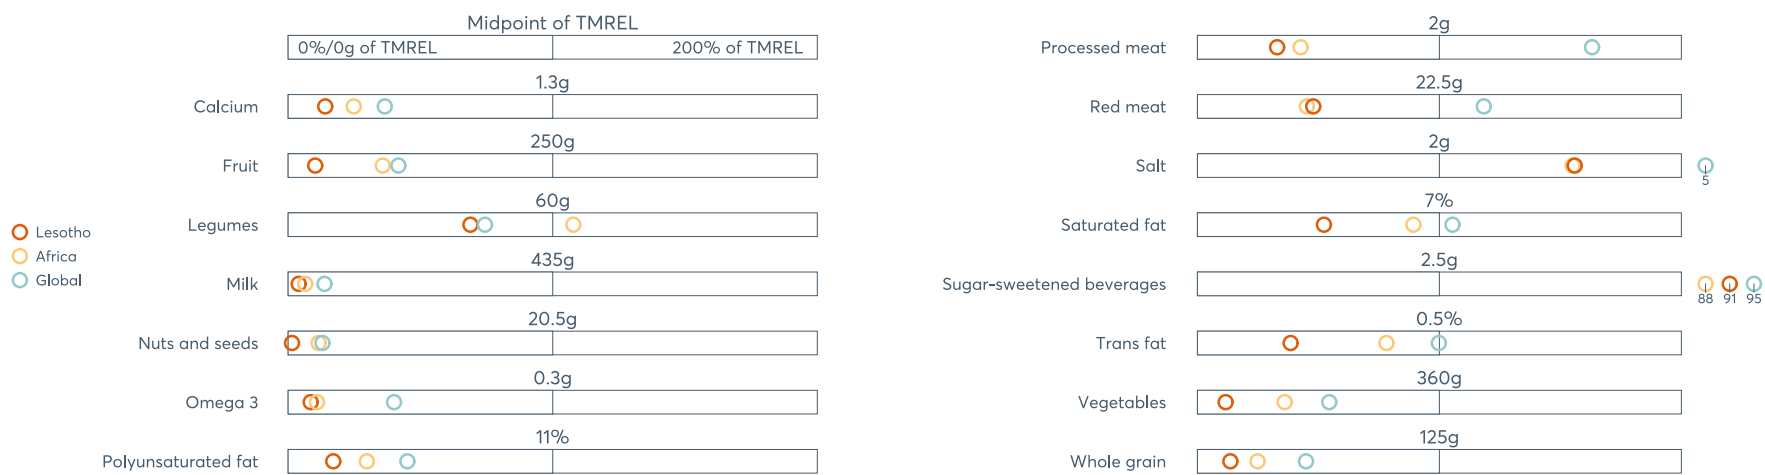 Midpoint of TMREL
0%/0g of TMREL 200% of TMREL
1.3g
Calcium
250g
Fruit
60g
Legumes
435g
Milk
20.5g
Nuts and seeds
0.3g
Omega 3
11%
Polyunsaturated fat
Lesotho
Africa
Global
2g
Processed meat
22.5g
Red meat
2g
Salt
5
7%
Saturated fat
2.5g
Sugar-sweetened beverages
88 91 95
0.5%
Trans fat
360g
Vegetables
125g
Whole grain